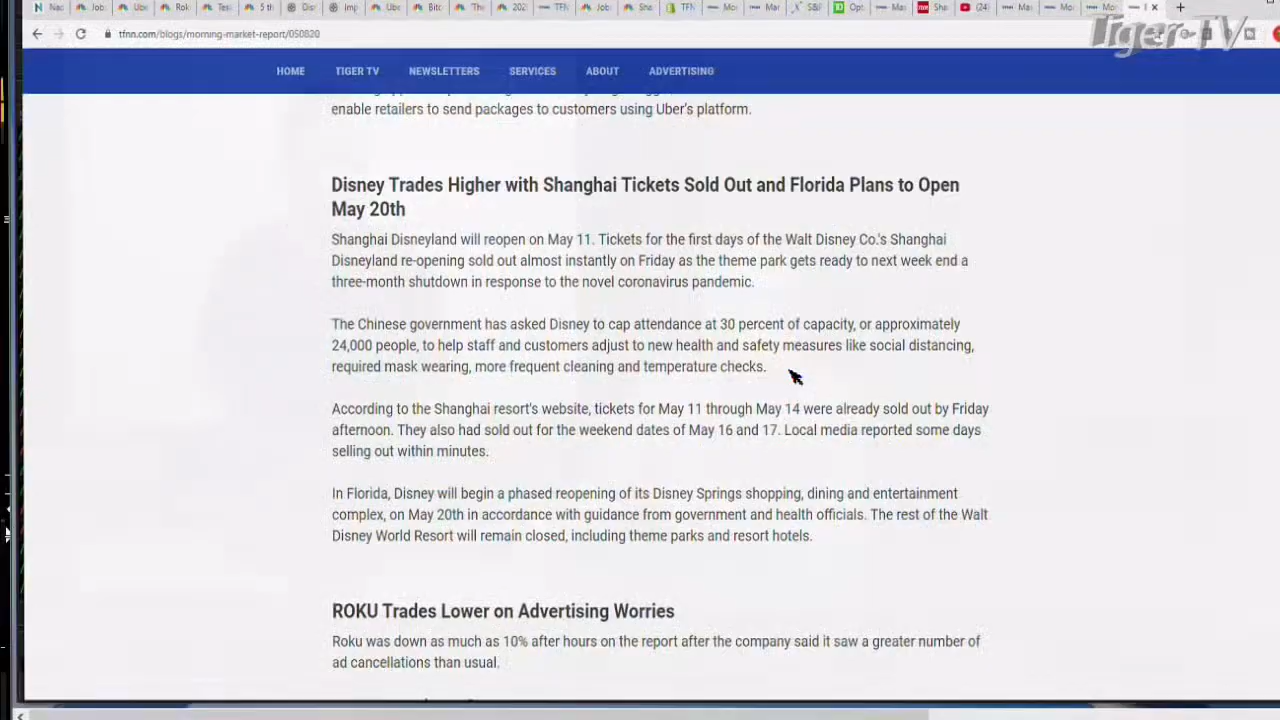 Tiger-TV
tfnn.com/blogs/morning-market-report/050820
HOME TIGER TV NEWSLETTERS SERVICES ABOUT ADVERTISING
enable retailers to send packages to customers using Uber's platform.
Disney Trades Higher with Shanghai Tickets Sold Out and Florida Plans to Open
May 20th
Shanghai Disneyland will reopen on May 11. Tickets for the first days of the Walt Disney Co.'s Shanghai
Disneyland re-opening sold out almost instantly on Friday as the theme park gets ready to next week end a
three-month shutdown in response to the novel coronavirus pandemic.
The Chinese government has asked Disney to cap attendance at 30 percent of capacity, or approximately
24,000 people, to help staff and customers adjust to new health and safety measures like social distancing,
required mask wearing, more frequent cleaning and temperature checks.
According to the Shanghai resort's website, tickets for May 11 through May 14 were already sold out by Friday
afternoon. They also had sold out for the weekend dates of May 16 and 17. Local media reported some days
selling out within minutes.
In Florida, Disney will begin a phased reopening of its Disney Springs shopping, dining and entertainment
complex, on May 20th in accordance with guidance from government and health officials. The rest of the Walt
Disney World Resort will remain closed, including theme parks and resort hotels.
ROKU Trades Lower on Advertising Worries
Roku was down as much as 10% after hours on the report after the company said it saw a greater number of
ad cancellations than usual.